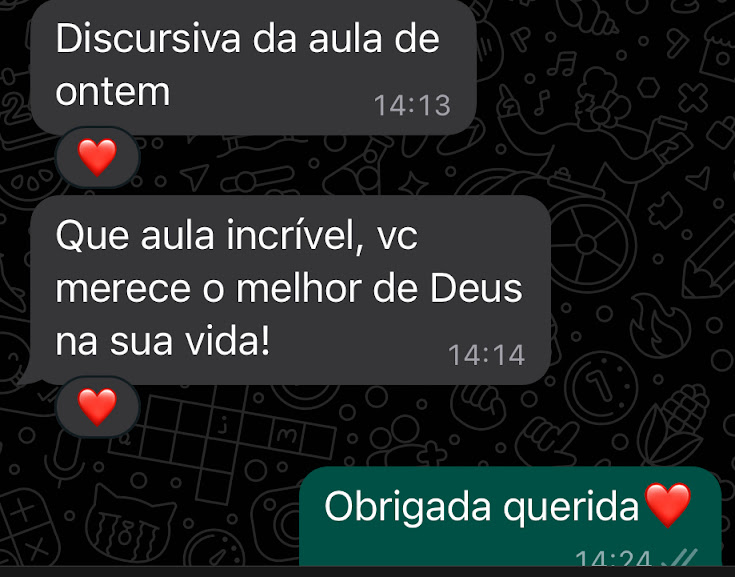 Discursiva da aula de
ontem
14:13
❤️
Que aula incrível, vc
merece o melhor de Deus
na sua vida!
14:14
❤️
Obrigada querida❤️
14:24